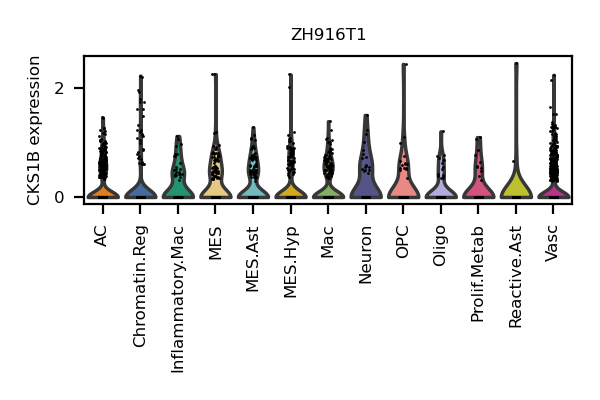 ZH916T1
CKS1B expression
2
0
AC
Chromatin.Reg
Inflammatory.Mac
MES
MES.Ast
MES.Hyp
Mac
Neuron
OPC
Oligo
Prolif.Metab
Reactive.Ast
Vasc